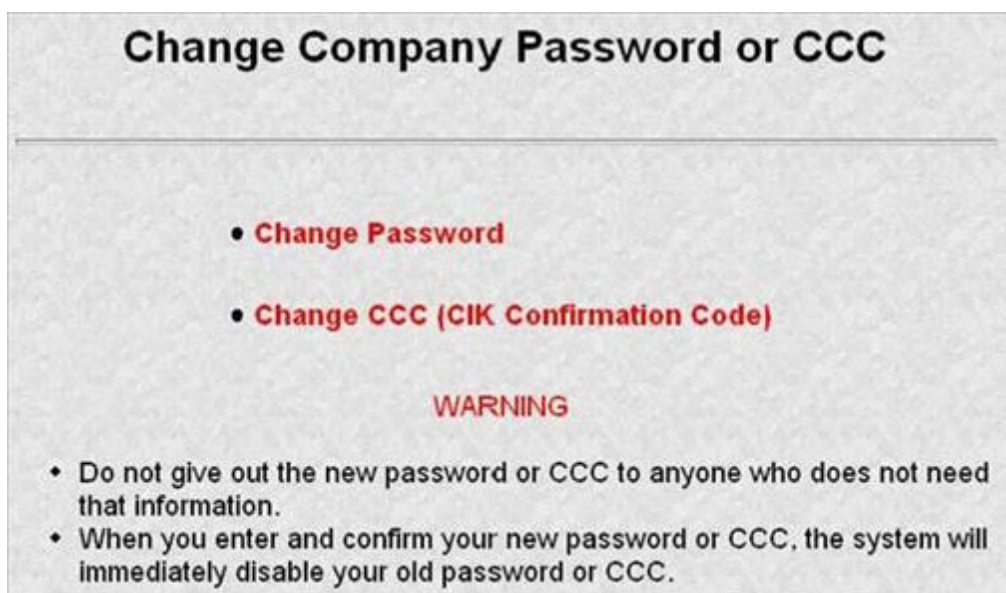 Change Company Password or CCC
• Change Password
• Change CCC (CIK Confirmation Code)
WARNING
• Do not give out the new password or CCC to anyone who does not need
that information.
• When you enter and confirm your new password or CCC, the system will
immediately disable your old password or CCC.